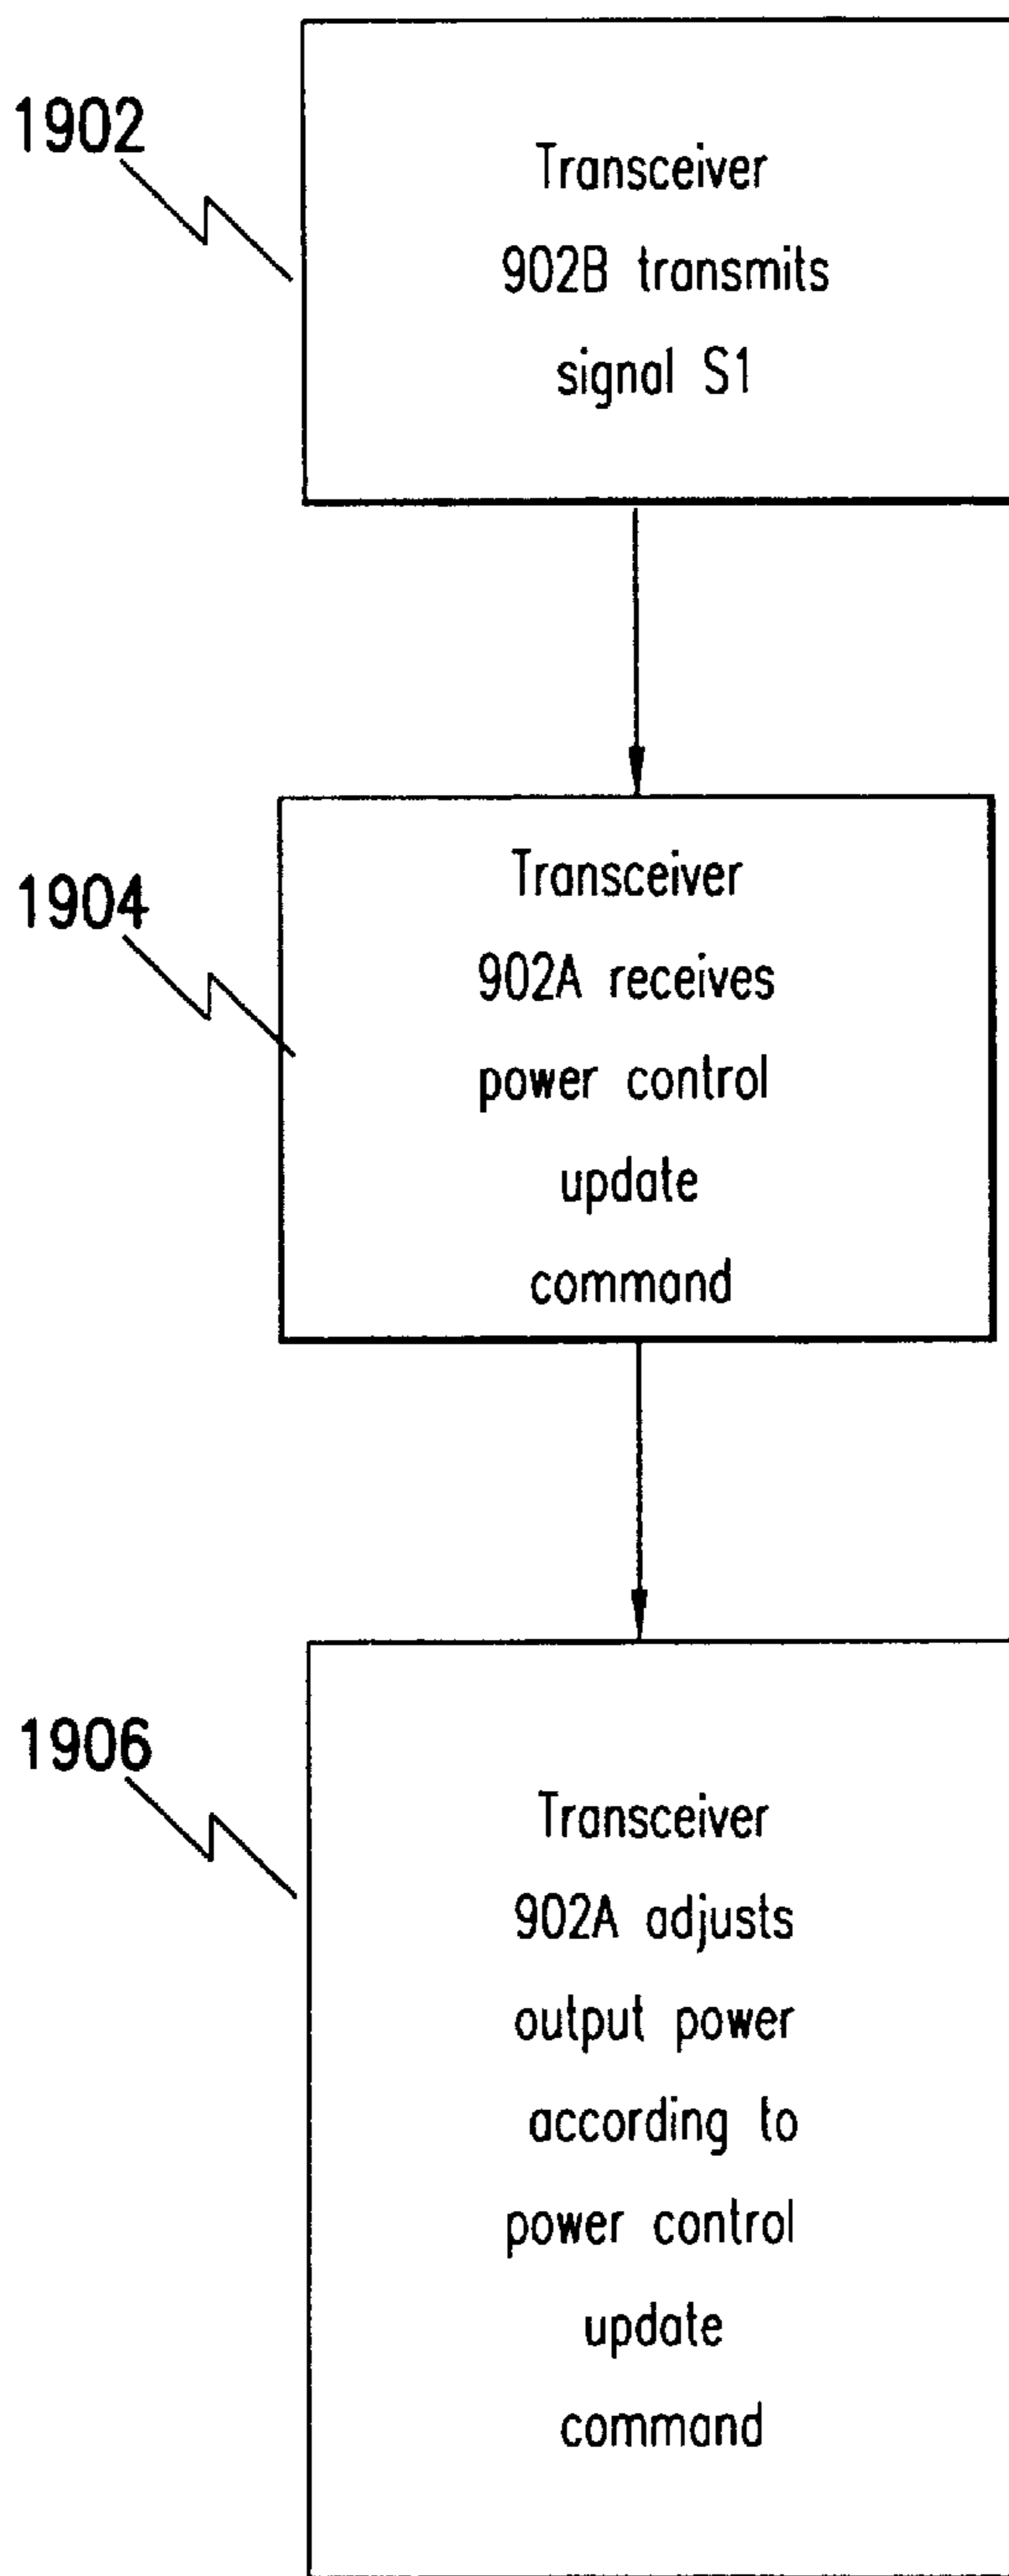 1902
Transceiver
902B transmits
signal S1
1904
Transceiver
902A receives
power control
update
command
1906
Transceiver
902A adjusts
output power
according to
power control
update
command